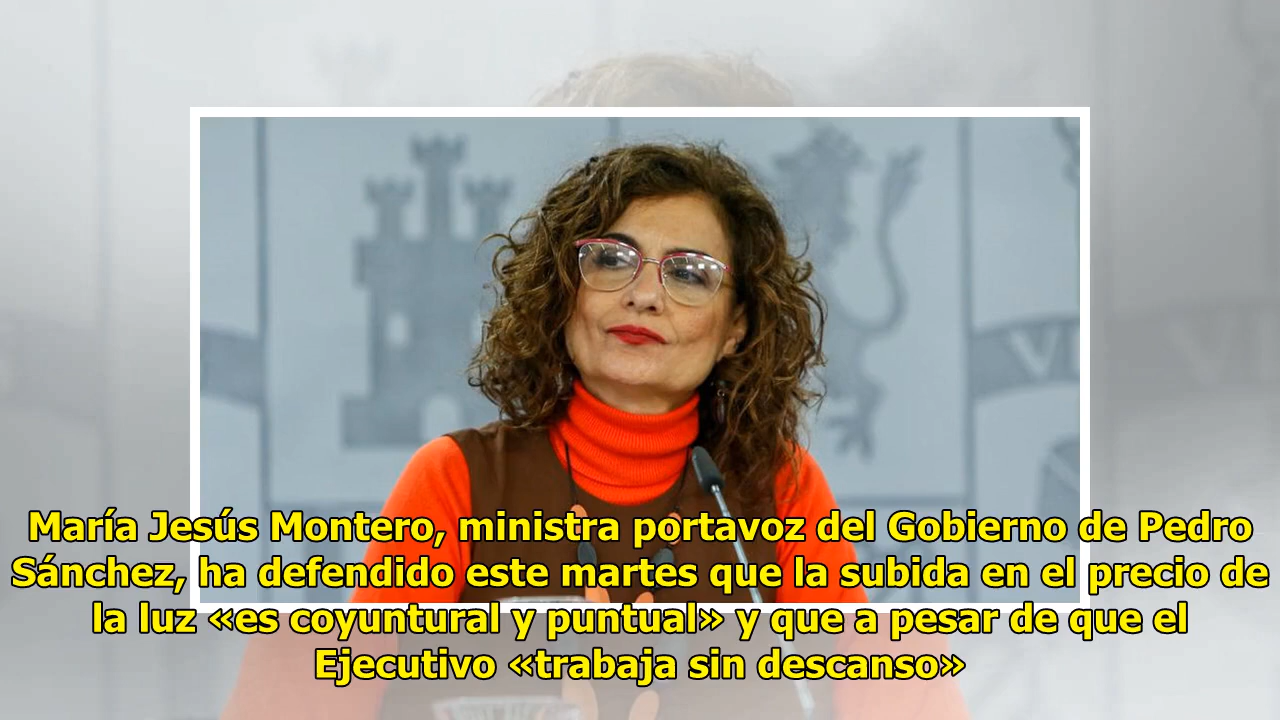 VI
María Jesús Montero, ministra portavoz del Gobierno de Pedro
Sánchez, ha defendido este martes que la subida en el precio de
la luz «es coyuntural y puntual» y que a pesar de que el
Ejecutivo «trabaja sin descanso»